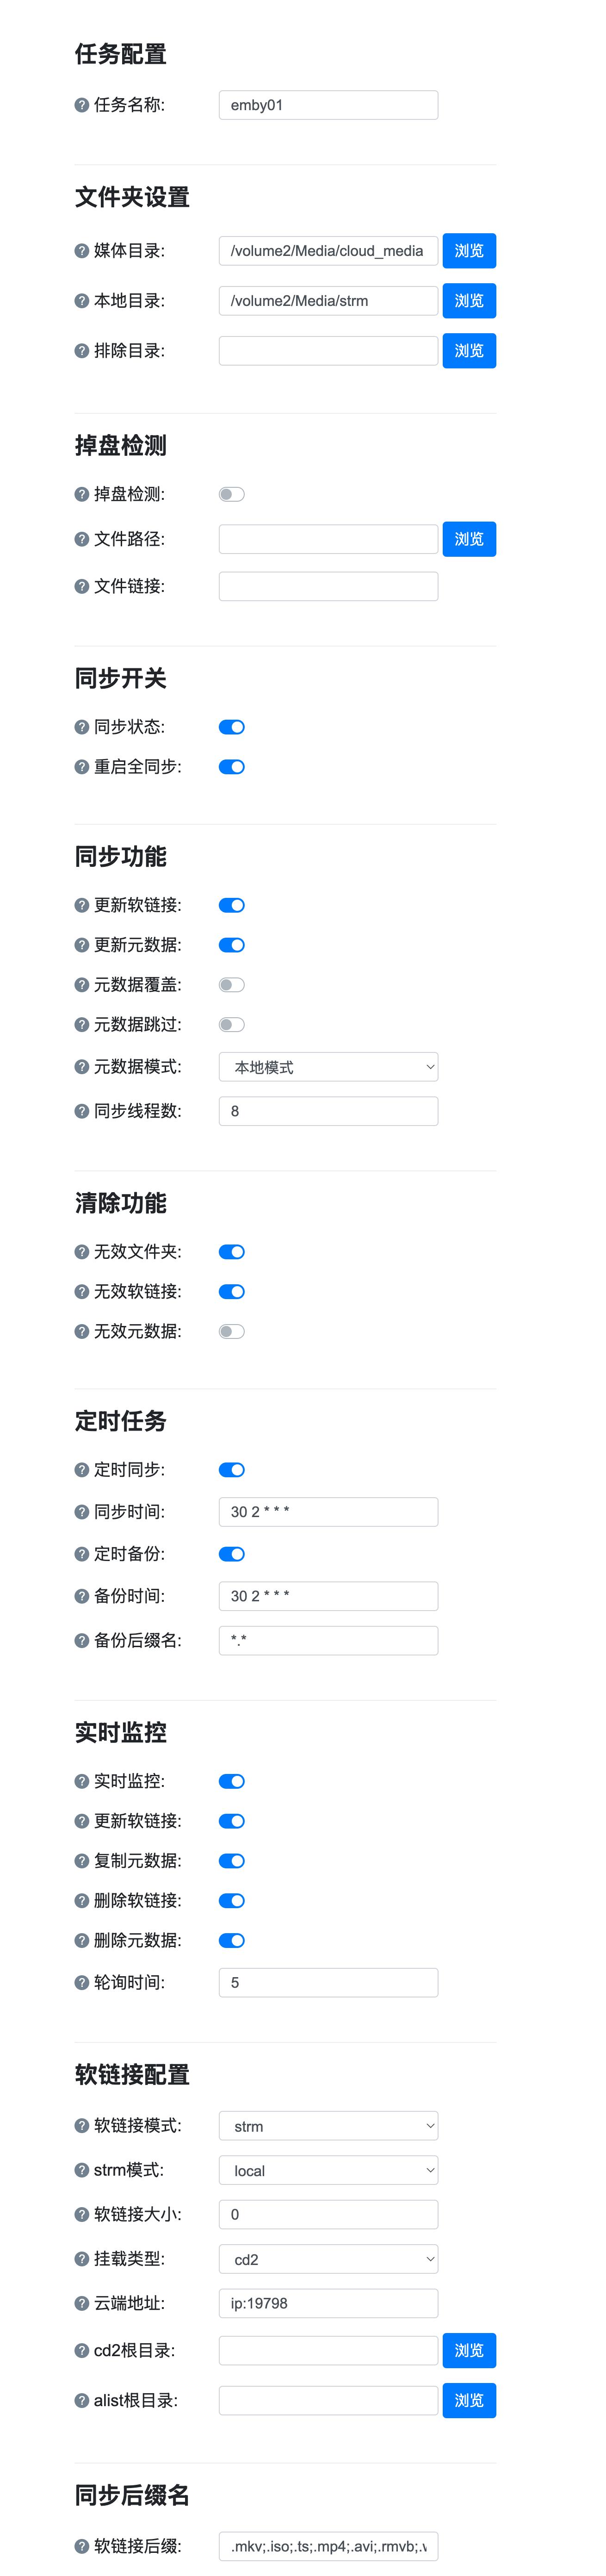 任务配置
任务名称: emby01
文件夹设置
媒体目录: /volume2/Media/cloud_media 浏览
本地目录: /volume2/Media/strm 浏览
排除目录: 浏览
掉盘检测
掉盘检测:
文件路径: 浏览
文件链接:
同步开关
同步状态:
重启全同步:
同步功能
更新软链接:
更新元数据:
元数据覆盖:
元数据跳过:
元数据模式: 本地模式
同步线程数: 8
清除功能
无效文件夹:
无效软链接:
无效元数据:
定时任务
定时同步:
同步时间: 30 2 * * *
定时备份:
备份时间: 30 2 * * *
备份后缀名: *.*
实时监控
实时监控:
更新软链接:
复制元数据:
删除软链接:
删除元数据:
轮询时间: 5
软链接配置
软链接模式: strm
strm模式: local
软链接大小: 0
挂载类型: cd2
云端地址: ip:19798
cd2根目录: 浏览
alist根目录: 浏览
同步后缀名
软链接后缀: .mkv;.iso;.ts;.mp4;.avi;.rmvb;